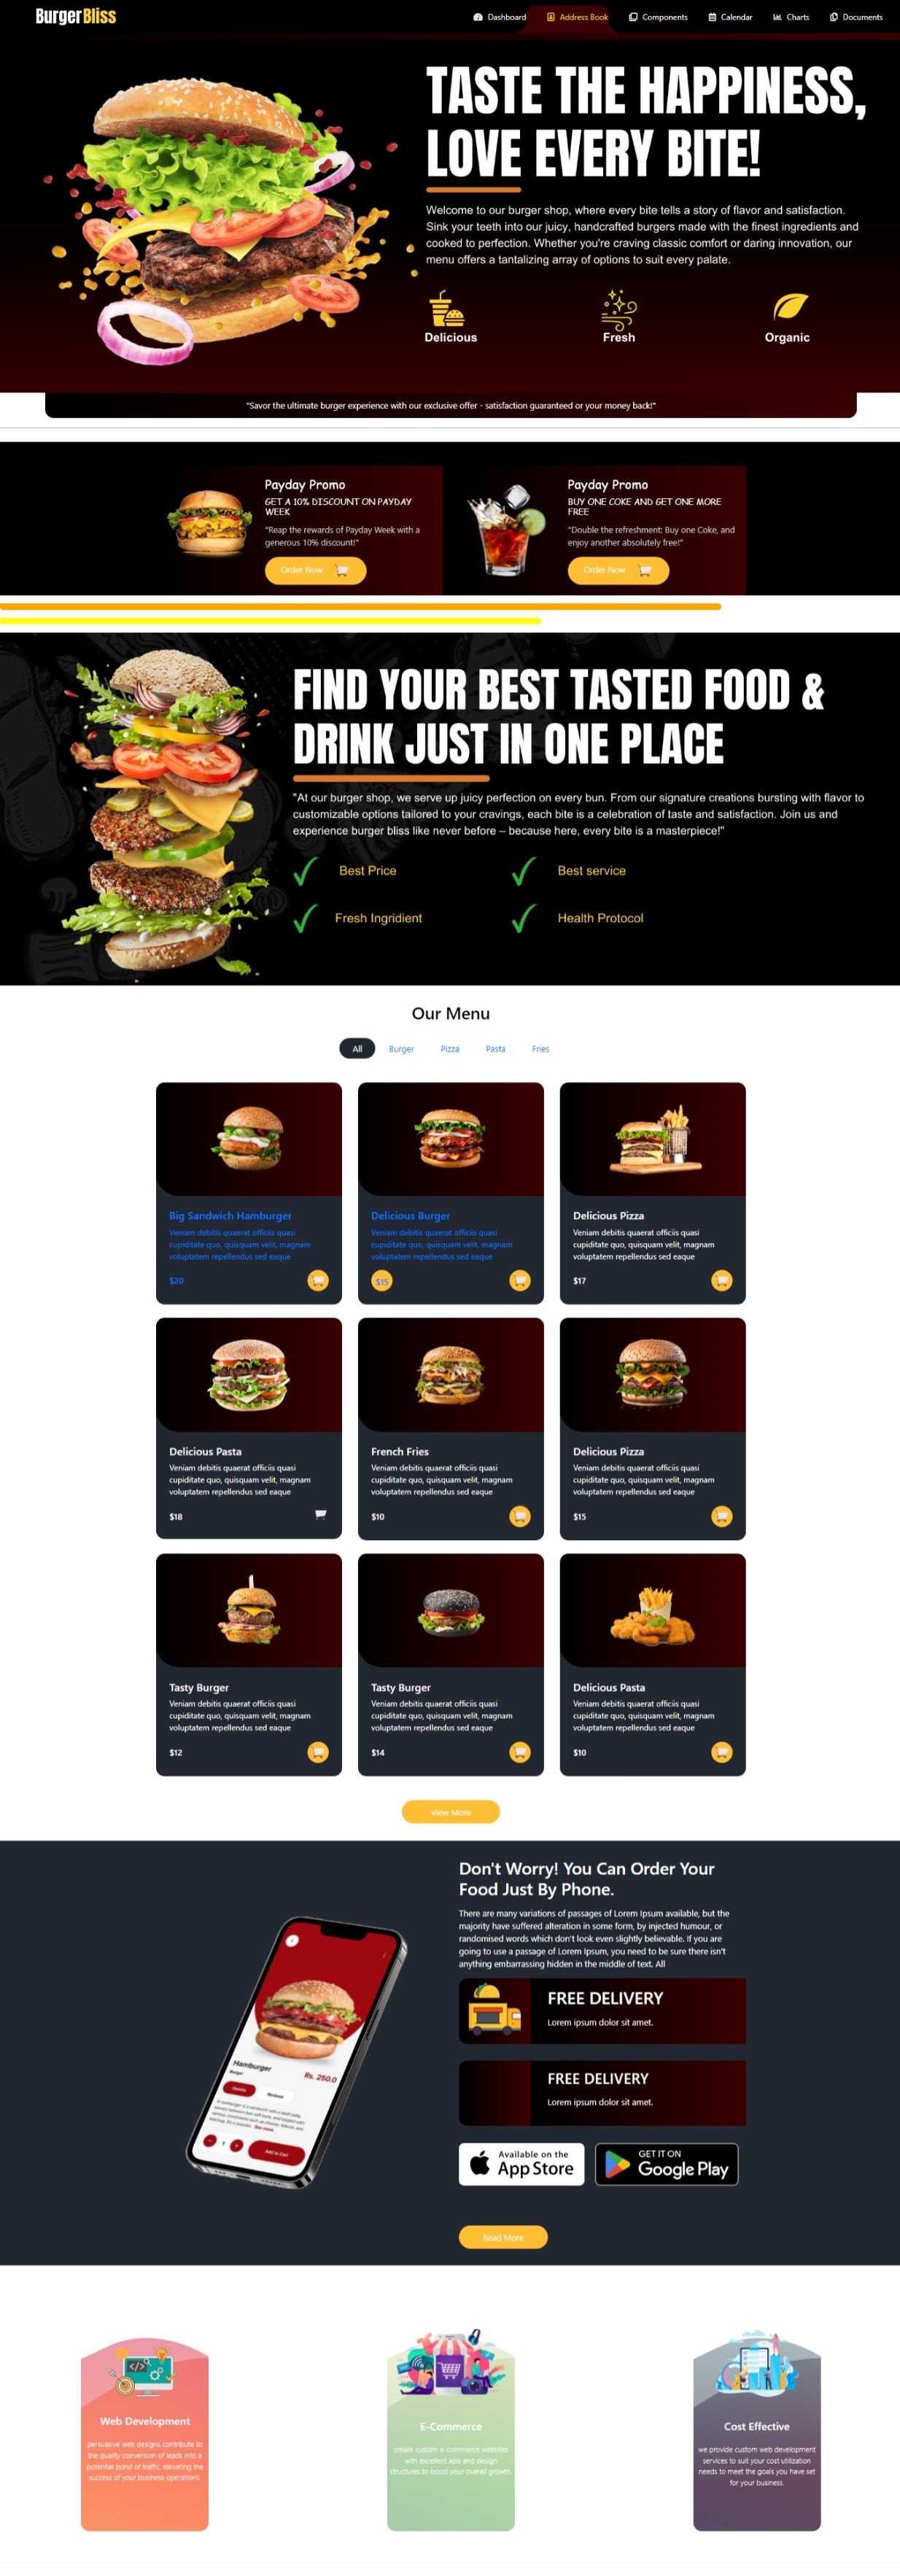 BurgerBliss
Dashboard
Address Book
Components
Calendar
Charts
Documents
TASTE THE HAPPINESS,
LOVE EVERY BITE!
Welcome to our burger shop, where every bite tells a story of flavor and satisfaction.
Sink your teeth into our juicy, handcrafted burgers made with the finest ingredients and
cooked to perfection. Whether you're craving classic comfort or daring innovation, our
menu offers a tantalizing array of options to suit every palate.
Delicious
Fresh
Organic
"Savor the ultimate burger experience with our exclusive offer - satisfaction guaranteed or your money back!"
Payday Promo
GET A 10% DISCOUNT ON PAYDAY
WEEK
"Reap the rewards of Payday Week with a
generous 10% discount!"
Order Now
Payday Promo
BUY ONE COKE AND GET ONE MORE
FREE
"Double the refreshment: Buy one Coke, and
enjoy another absolutely free!"
Order Now
FIND YOUR BEST TASTED FOOD &
DRINK JUST IN ONE PLACE
"At our burger shop, we serve up juicy perfection on every bun. From our signature creations bursting with flavor to
customizable options tailored to your cravings, each bite is a celebration of taste and satisfaction. Join us and
experience burger bliss like never before – because here, every bite is a masterpiece!"
Best Price
Best service
Fresh Ingridient
Health Protocol
Our Menu
All
Burger
Pizza
Pasta
Fries
Big Sandwich Hamburger
Veniam debitis quaerat officiis quasi
cupiditate quo, quisquam velit, magnam
voluptatem repellendus sed eaque
$20
Delicious Burger
Veniam debitis quaerat officiis quasi
cupiditate quo, quisquam velit, magnam
voluptatem repellendus sed eaque
$15
Delicious Pizza
Veniam debitis quaerat officiis quasi
cupiditate quo, quisquam velit, magnam
voluptatem repellendus sed eaque
$17
Delicious Pasta
Veniam debitis quaerat officiis quasi
cupiditate quo, quisquam velit, magnam
voluptatem repellendus sed eaque
$18
French Fries
Veniam debitis quaerat officiis quasi
cupiditate quo, quisquam velit, magnam
voluptatem repellendus sed eaque
$10
Delicious Pizza
Veniam debitis quaerat officiis quasi
cupiditate quo, quisquam velit, magnam
voluptatem repellendus sed eaque
$15
Tasty Burger
Veniam debitis quaerat officiis quasi
cupiditate quo, quisquam velit, magnam
voluptatem repellendus sed eaque
$12
Tasty Burger
Veniam debitis quaerat officiis quasi
cupiditate quo, quisquam velit, magnam
voluptatem repellendus sed eaque
$14
Delicious Pasta
Veniam debitis quaerat officiis quasi
cupiditate quo, quisquam velit, magnam
voluptatem repellendus sed eaque
$10
View More
Don't Worry! You Can Order Your
Food Just By Phone.
There are many variations of passages of Lorem Ipsum available, but the
majority have suffered alteration in some form, by injected humour, or
randomised words which don't look even slightly believable. If you are
going to use a passage of Lorem Ipsum, you need to be sure there isn't
anything embarrassing hidden in the middle of text. All
Hamburger
Burger
Rs. 250.0
Details
Reviews
See more.
1
Add to Cart
FREE DELIVERY
Lorem ipsum dolor sit amet.
FREE DELIVERY
Lorem ipsum dolor sit amet.
Available on the
App Store
GET IT ON
Google Play
Read More
Web Development
persuasive web designs contribute to
the quality conversion of leads into a
potential pond of traffic, elevating the
success of your business operations.
E-Commerce
create custom e-commerce websites
with excellent apis and design
structures to boost your overall growth.
Cost Effective
we provide custom web development
services to suit your cost utilization
needs to meet the goals you have set
for your business.